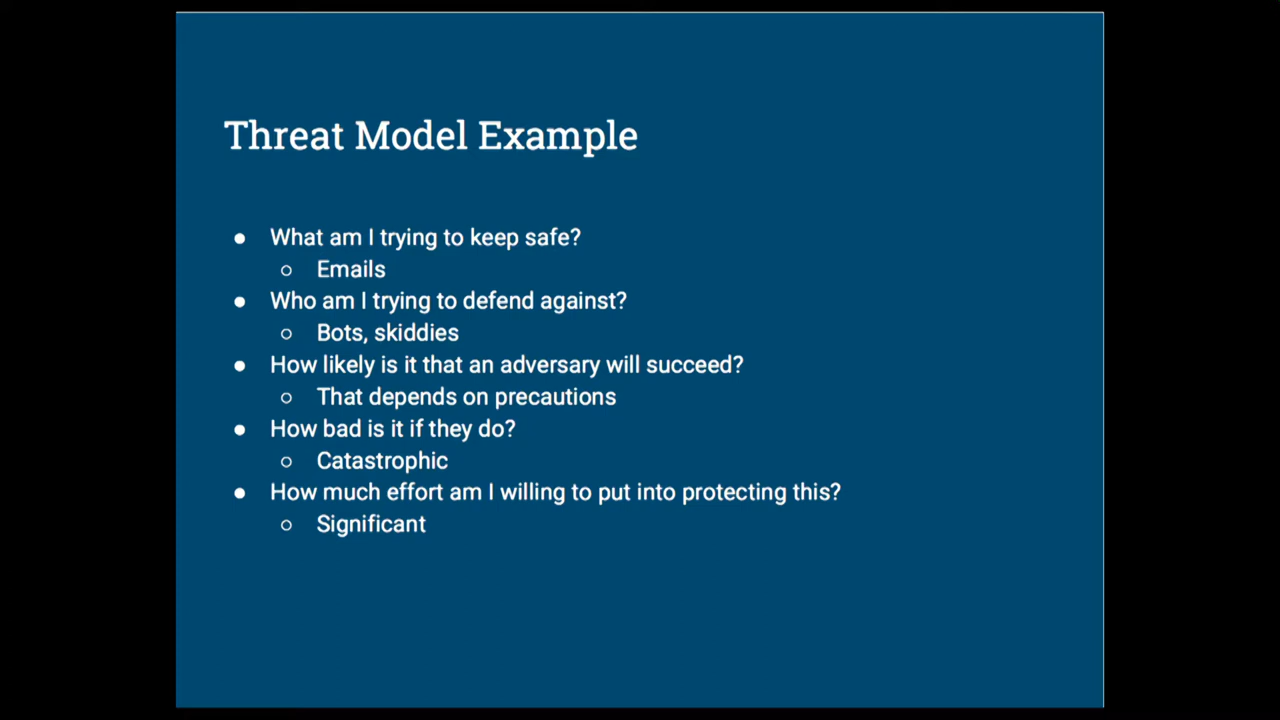 Threat Model Example
● What am I trying to keep safe?
○ Emails
● Who am I trying to defend against?
○ Bots, skiddies
● How likely is it that an adversary will succeed?
○ That depends on precautions
● How bad is it if they do?
○ Catastrophic
● How much effort am I willing to put into protecting this?
○ Significant